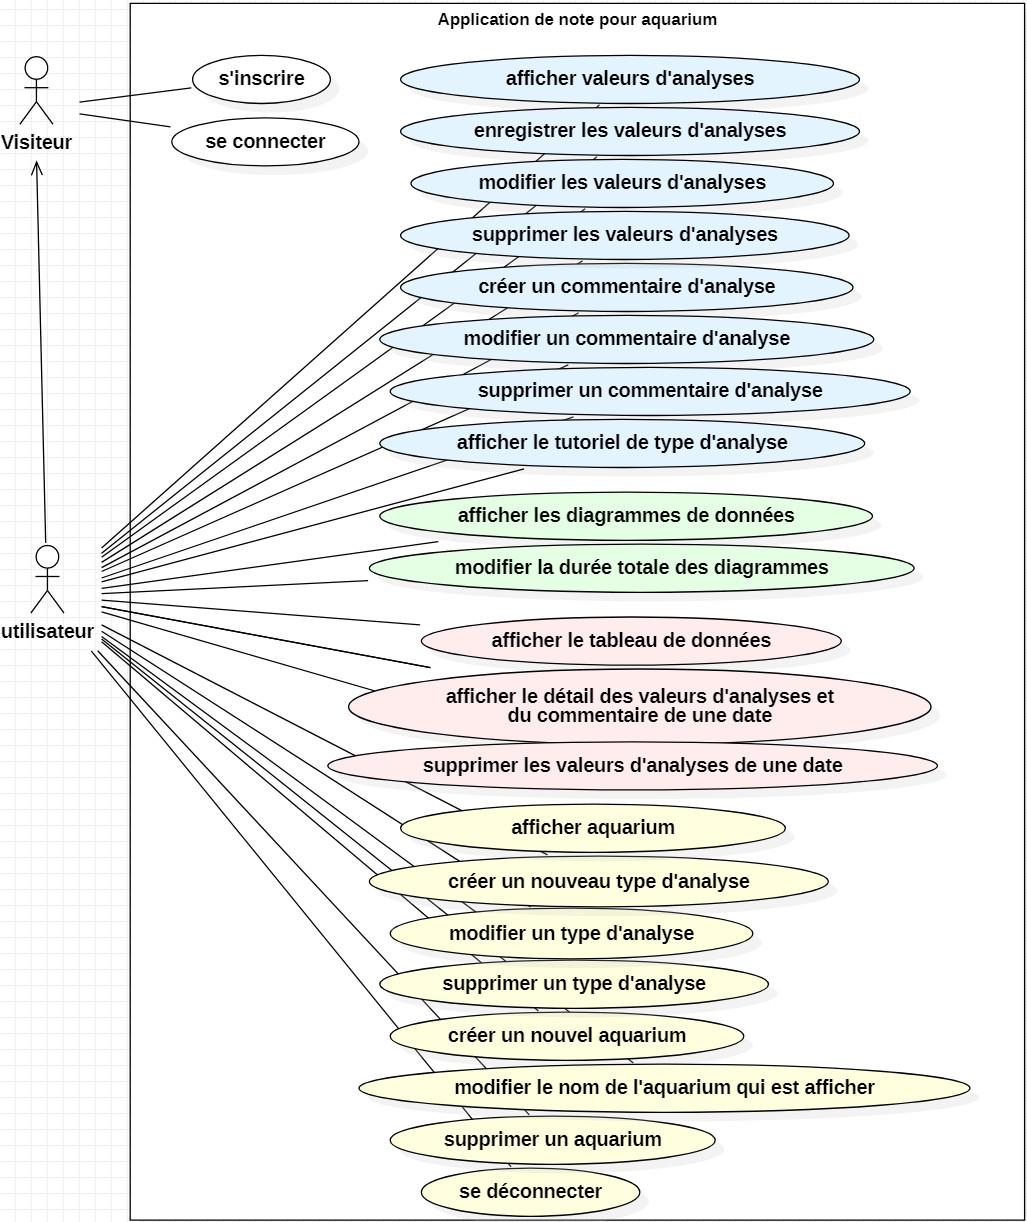 Application de note pour aquarium
Visiteur
s'inscrire
se connecter
utilisateur
afficher valeurs d'analyses
enregistrer les valeurs d'analyses
modifier les valeurs d'analyses
supprimer les valeurs d'analyses
créer un commentaire d'analyse
modifier un commentaire d'analyse
supprimer un commentaire d'analyse
afficher le tutoriel de type d'analyse
afficher les diagrammes de données
modifier la durée totale des diagrammes
afficher le tableau de données
afficher le détail des valeurs d'analyses et
du commentaire de une date
supprimer les valeurs d'analyses de une date
afficher aquarium
créer un nouveau type d'analyse
modifier un type d'analyse
supprimer un type d'analyse
créer un nouvel aquarium
modifier le nom de l'aquarium qui est afficher
supprimer un aquarium
se déconnecter